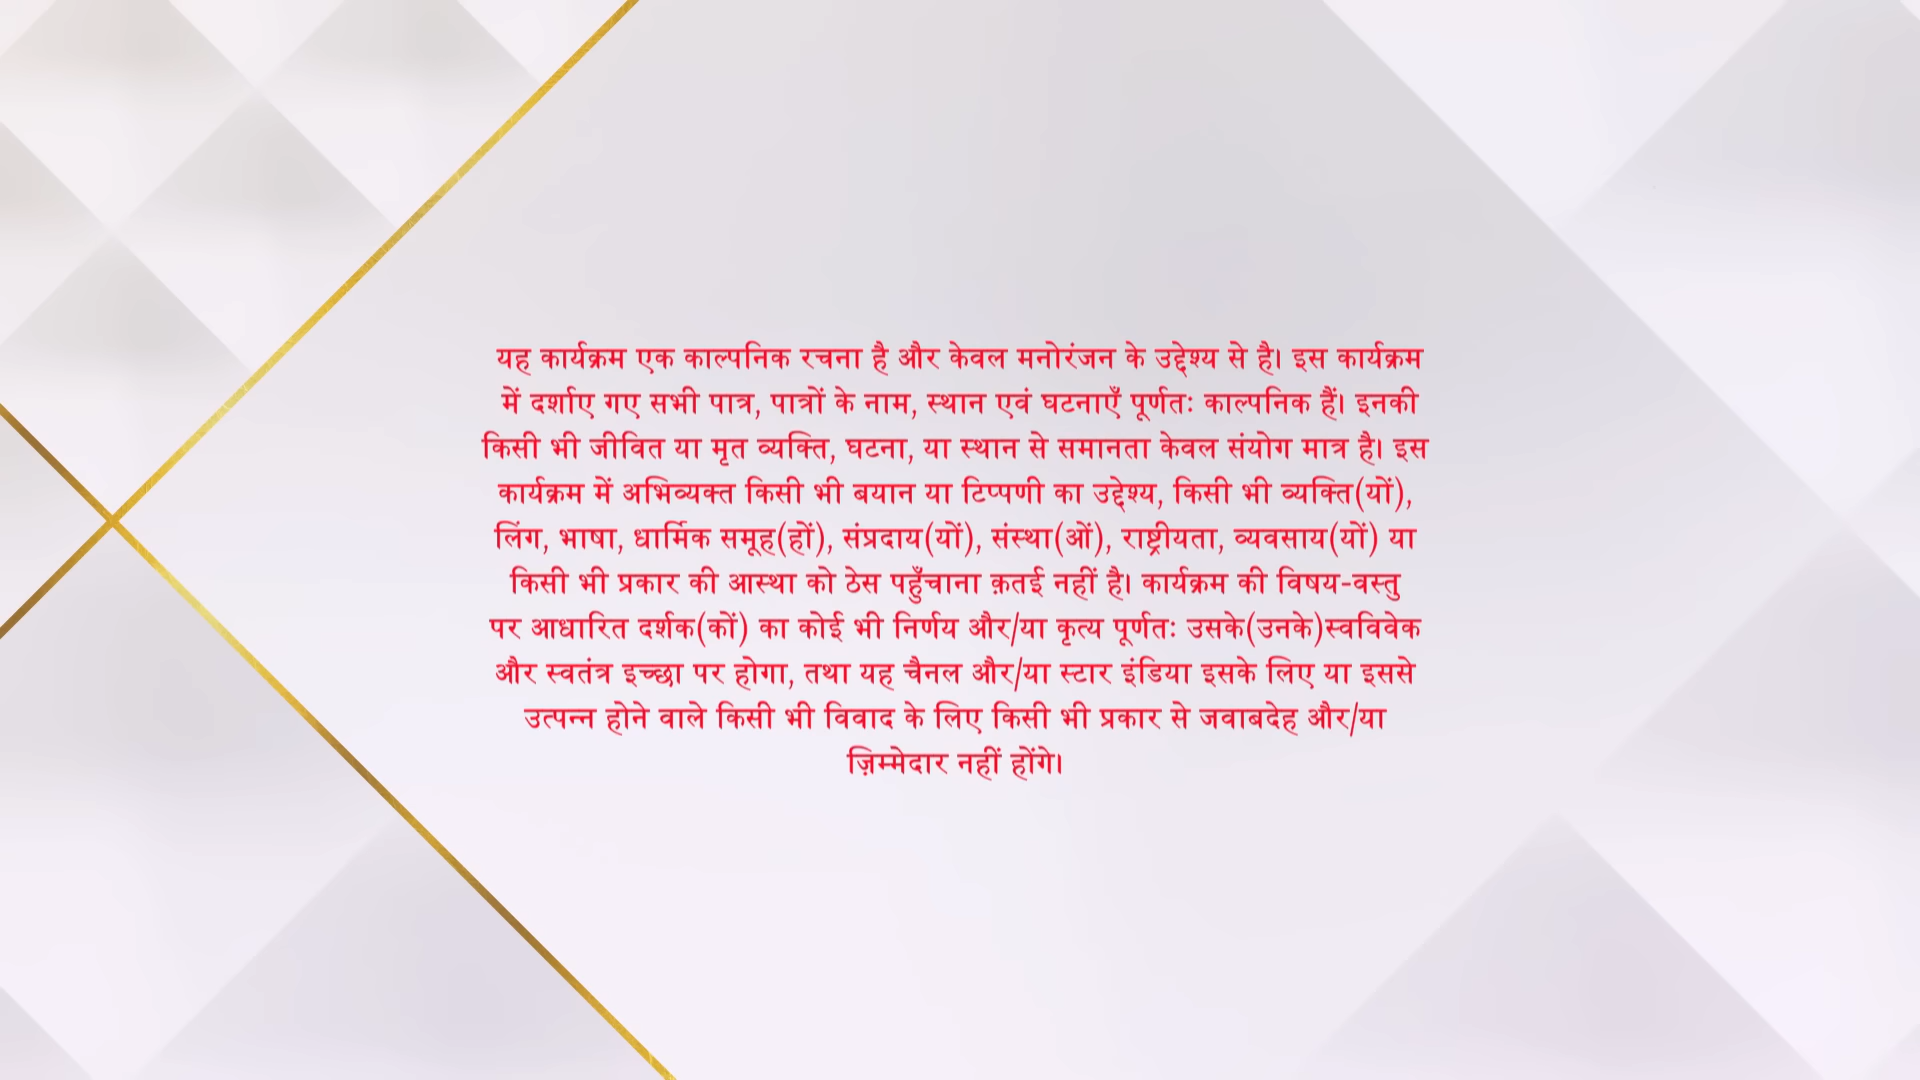 यह कार्यक्रम एक काल्पनिक रचना है और केवल मनोरंजन के उद्देश्य से है। इस कार्यक्रम
में दर्शाए गए सभी पात्र, पात्रों के नाम, स्थान एवं घटनाएँ पूर्णतः काल्पनिक हैं। इनकी
किसी भी जीवित या मृत व्यक्ति, घटना, या स्थान से समानता केवल संयोग मात्र है। इस
कार्यक्रम में अभिव्यक्त किसी भी बयान या टिप्पणी का उद्देश्य, किसी भी व्यक्ति(यों),
लिंग, भाषा, धार्मिक समूह(हों), संप्रदाय(यों), संस्था(ओं), राष्ट्रीयता, व्यवसाय(यों) या
किसी भी प्रकार की आस्था को ठेस पहुँचाना क़तई नहीं है। कार्यक्रम की विषय-वस्तु
पर आधारित दर्शक(कों) का कोई भी निर्णय और/या कृत्य पूर्णतः उसके(उनके)स्वविवेक
और स्वतंत्र इच्छा पर होगा, तथा यह चैनल और/या स्टार इंडिया इसके लिए या इससे
उत्पन्न होने वाले किसी भी विवाद के लिए किसी भी प्रकार से जवाबदेह और/या
ज़िम्मेदार नहीं होंगे।